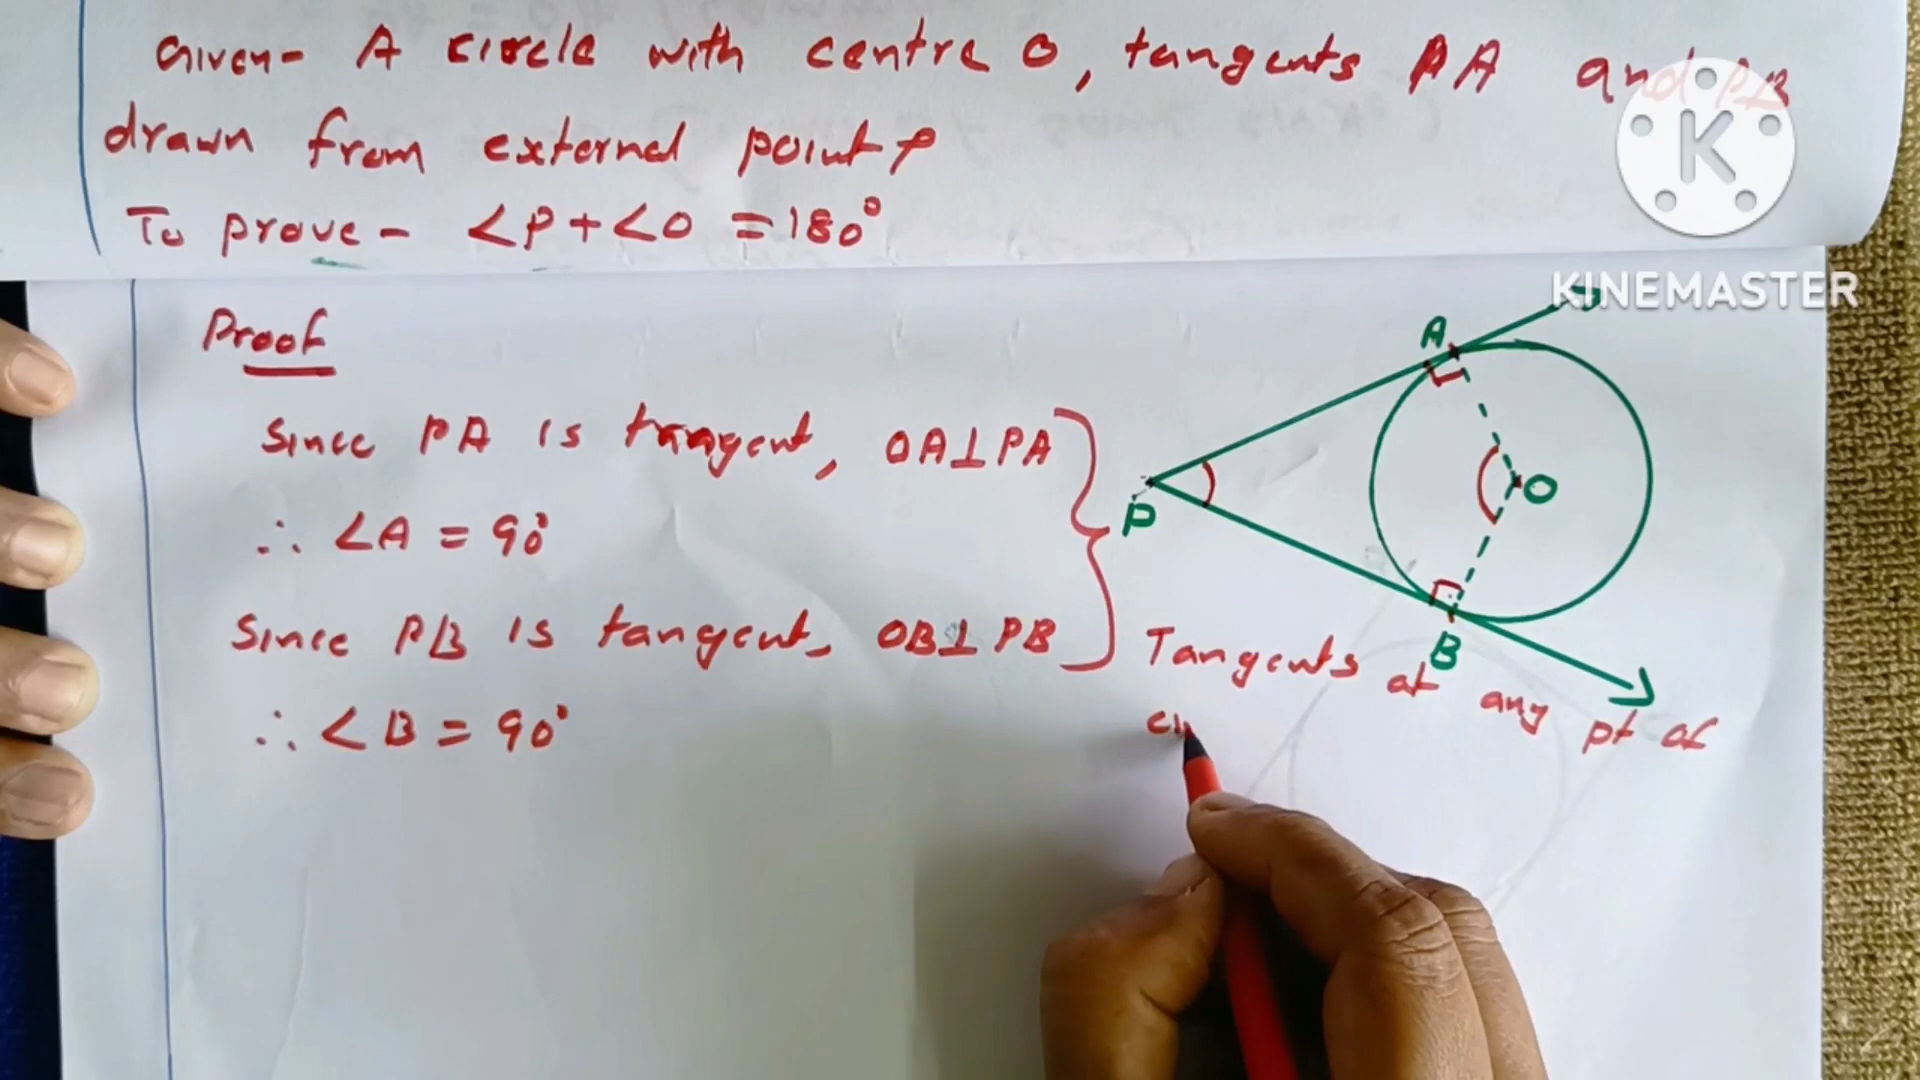 Given- A circle with centre O, tangents PA and PB
drawn from external point P
To prove- ∠P+∠O =180°
K
KINEMASTER
Proof
Since PA is tangent, OA⊥PA
∴ ∠A = 90°
Since PB is tangent, OB⊥PB
∴ ∠B = 90°
A
P
O
B
Tangents at any pt of